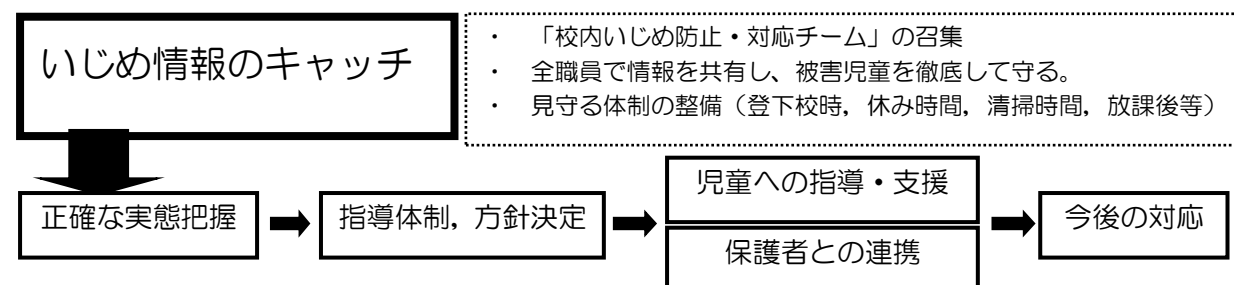 いじめ情報のキャッチ
・ 「校内いじめ防止・対応チーム」の召集
・ 全職員で情報を共有し、被害児童を徹底して守る。
・ 見守る体制の整備（登下校時，休み時間，清掃時間，放課後等）
正確な実態把握
指導体制，方針決定
児童への指導・支援
保護者との連携
今後の対応